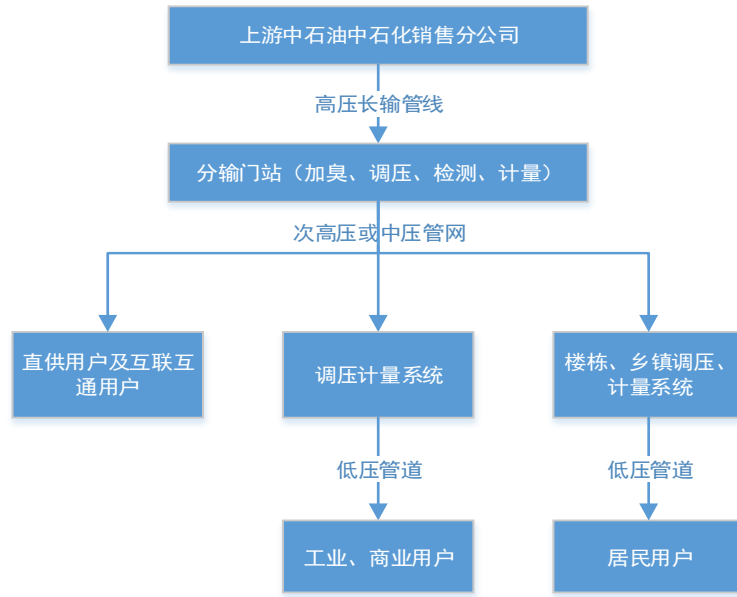 上游中石油中石化销售分公司
高压长输管线
分输门站（加臭、调压、检测、计量）
次高压或中压管网
直供用户及互联互
通用户
调压计量系统
楼栋、乡镇调压、
计量系统
低压管道
低压管道
工业、商业用户
居民用户